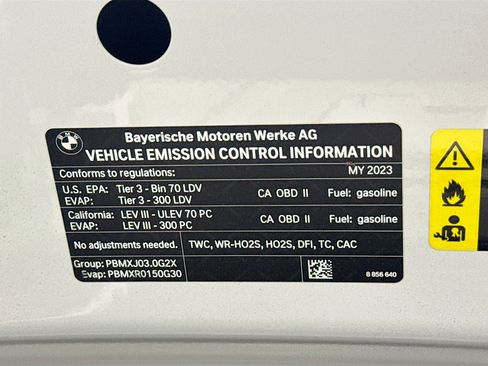 BMW
Bayerische Motoren Werke AG
VEHICLE EMISSION CONTROL INFORMATION
Conforms to regulations: MY 2023
U.S. EPA: Tier 3 - Bin 70 LDV CA OBD II Fuel: gasoline
EVAP: Tier 3 - 300 LDV
California: LEV III - ULEV 70 PC CA OBD II Fuel: gasoline
EVAP: LEV III - 300 PC
No adjustments needed. TWC, WR-HO2S, HO2S, DFI, TC, CAC
Group: PBMXJ03.0G2X
Evap: PBMXR0150G30 8 856 640